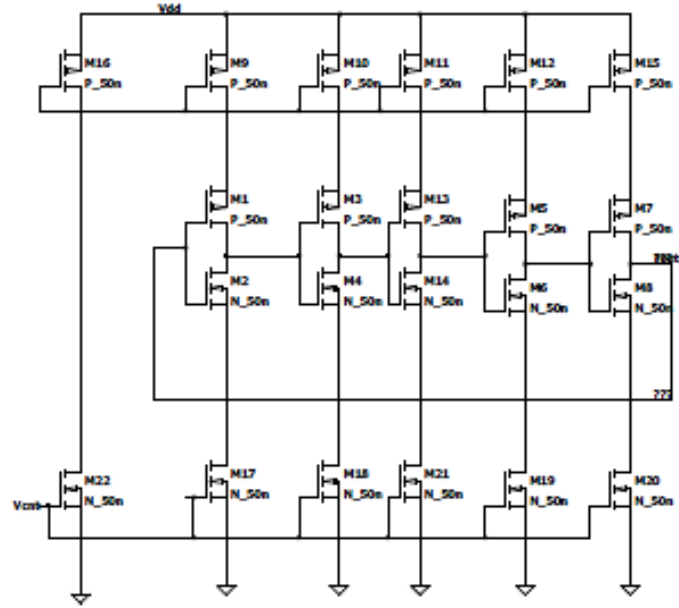 Vdd
M16 M9 M10 M11 M12 M15
P_50n P_50n P_50n P_50n P_50n P_50n
M1 M3 M13 M5 M7
P_50n P_50n P_50n P_50n P_50n
M2 M4 M14 M6 M8
N_50n N_50n N_50n N_50n N_50n
???
M22 M17 M18 M21 M19 M20
Vcnt N_50n N_50n N_50n N_50n N_50n N_50n